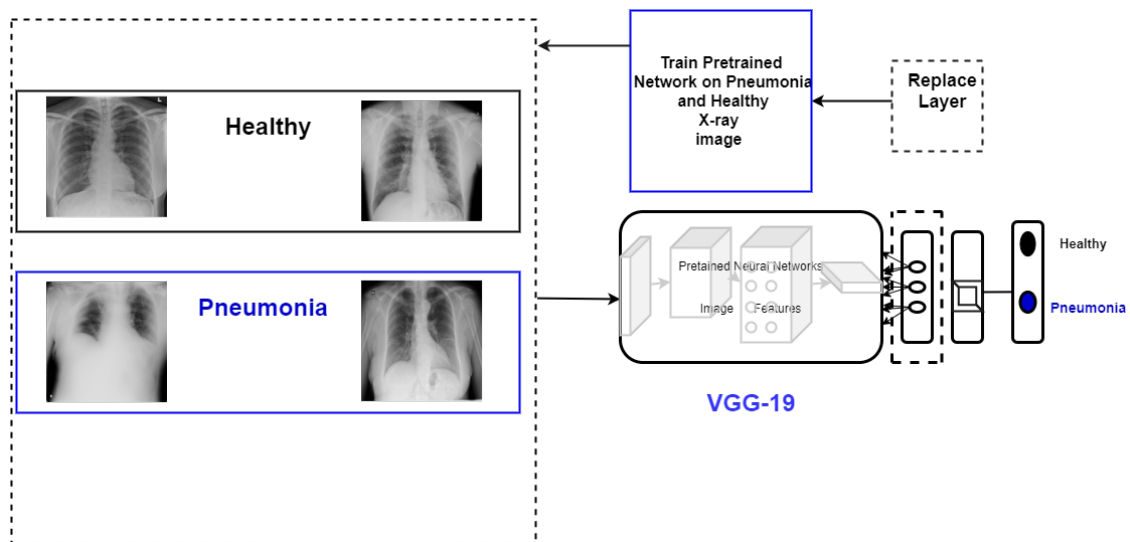 Train Pretrained
Network on Pneumonia
and Healthy
X-ray
image
Replace
Layer
L
Healthy
Pneumonia
Pretained Neural Networks
Image Features
Healthy
Pneumonia
VGG-19